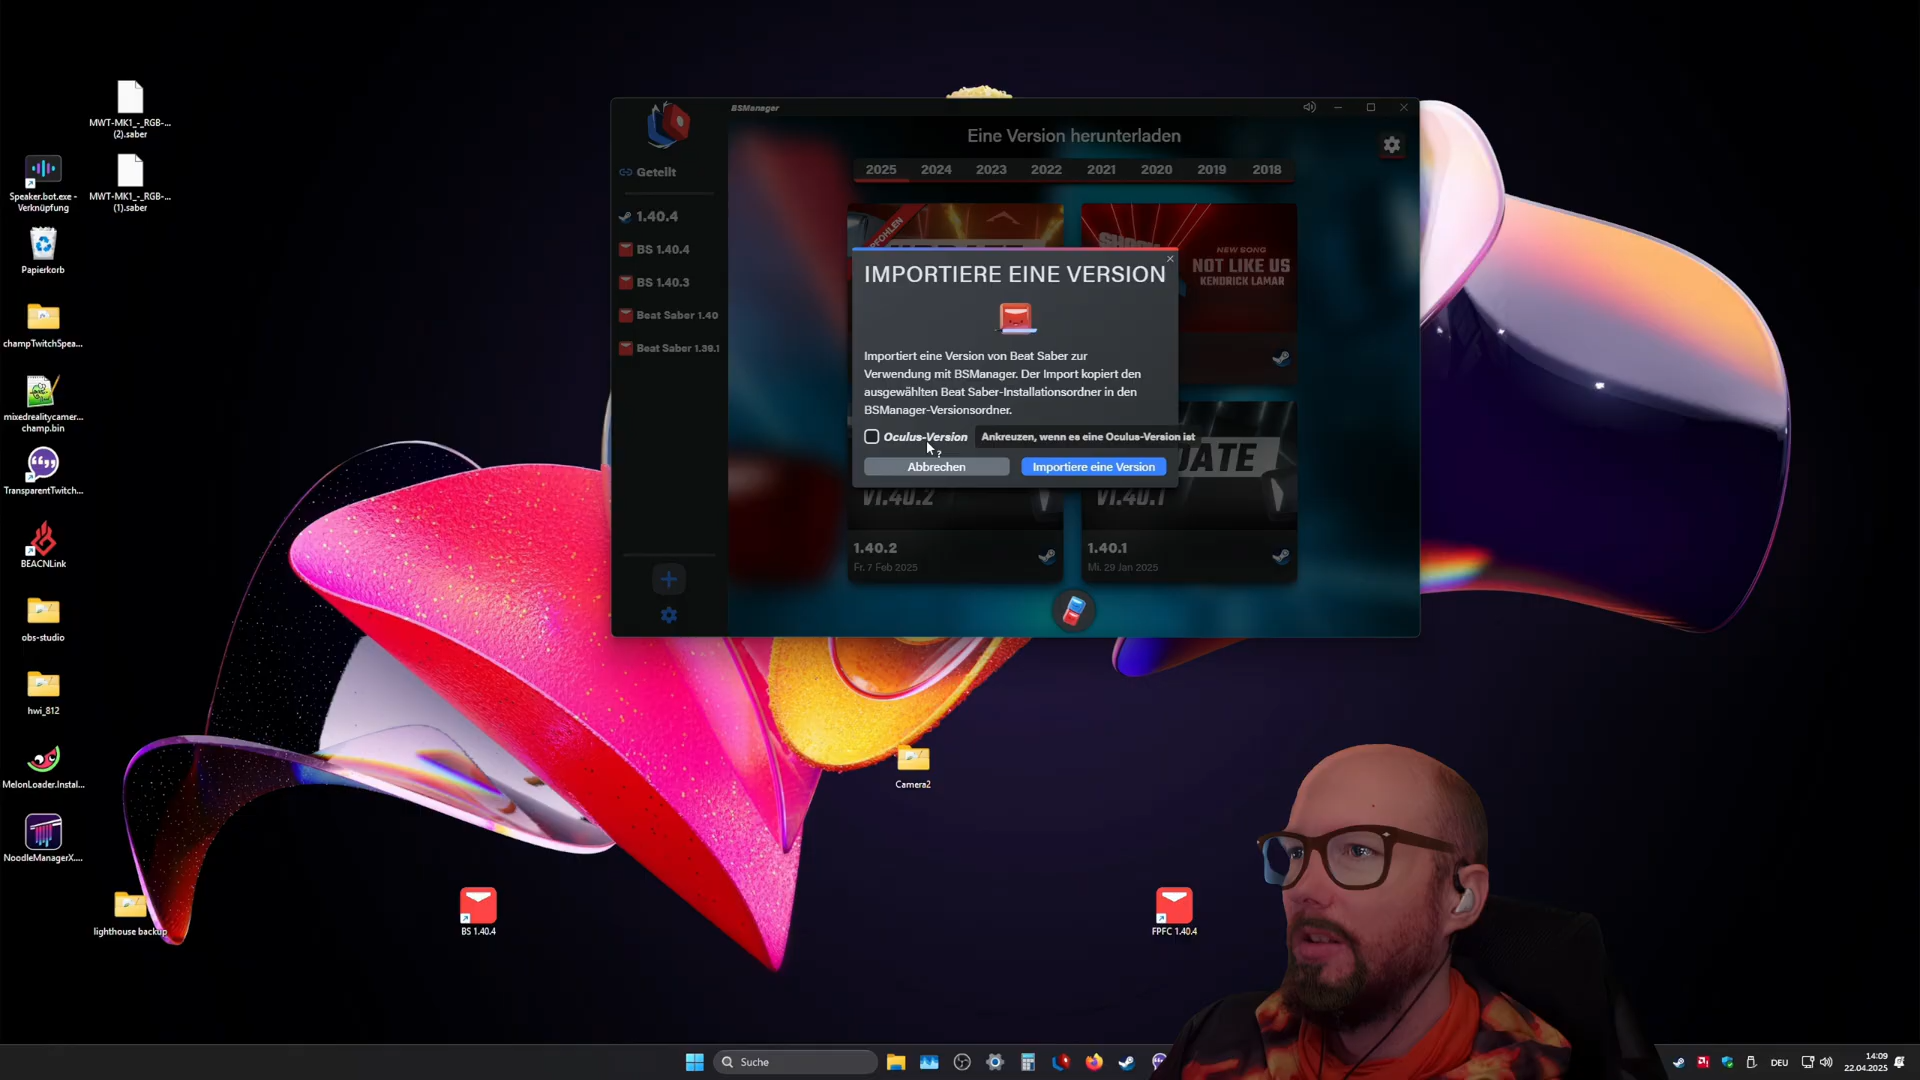 MWT-MK1_-_RGB-...
(2).saber
Speaker.bot.exe -
Verknüpfung
MWT-MK1_-_RGB-...
(1).saber
Papierkorb
champTwitchSpea...
mixedrealitycamer...
champ.bin
TransparentTwitch...
BEACNLink
obs-studio
hwi_812
MelonLoader.Instal...
NoodleManagerX....
lighthouse backup
BS 1.40.4
Camera2
FPFC 1.40.4
BSManager
Geteilt
1.40.4
BS 1.40.4
BS 1.40.3
Beat Saber 1.40
Beat Saber 1.39.1
Eine Version herunterladen
2025 2024 2023 2022 2021 2020 2019 2018
NEW SONG
NOT LIKE US
KENDRICK LAMAR
IMPORTIERE EINE VERSION
Importiert eine Version von Beat Saber zur
Verwendung mit BSManager. Der Import kopiert den
ausgewählten Beat Saber-Installationsordner in den
BSManager-Versionsordner.
Oculus-Version
Ankreuzen, wenn es eine Oculus-Version ist
Abbrechen
Importiere eine Version
V1.40.2
V1.40.1
1.40.2
Fr. 7 Feb 2025
1.40.1
Mi. 29 Jan 2025
Suche
DEU
14:09
22.04.2025